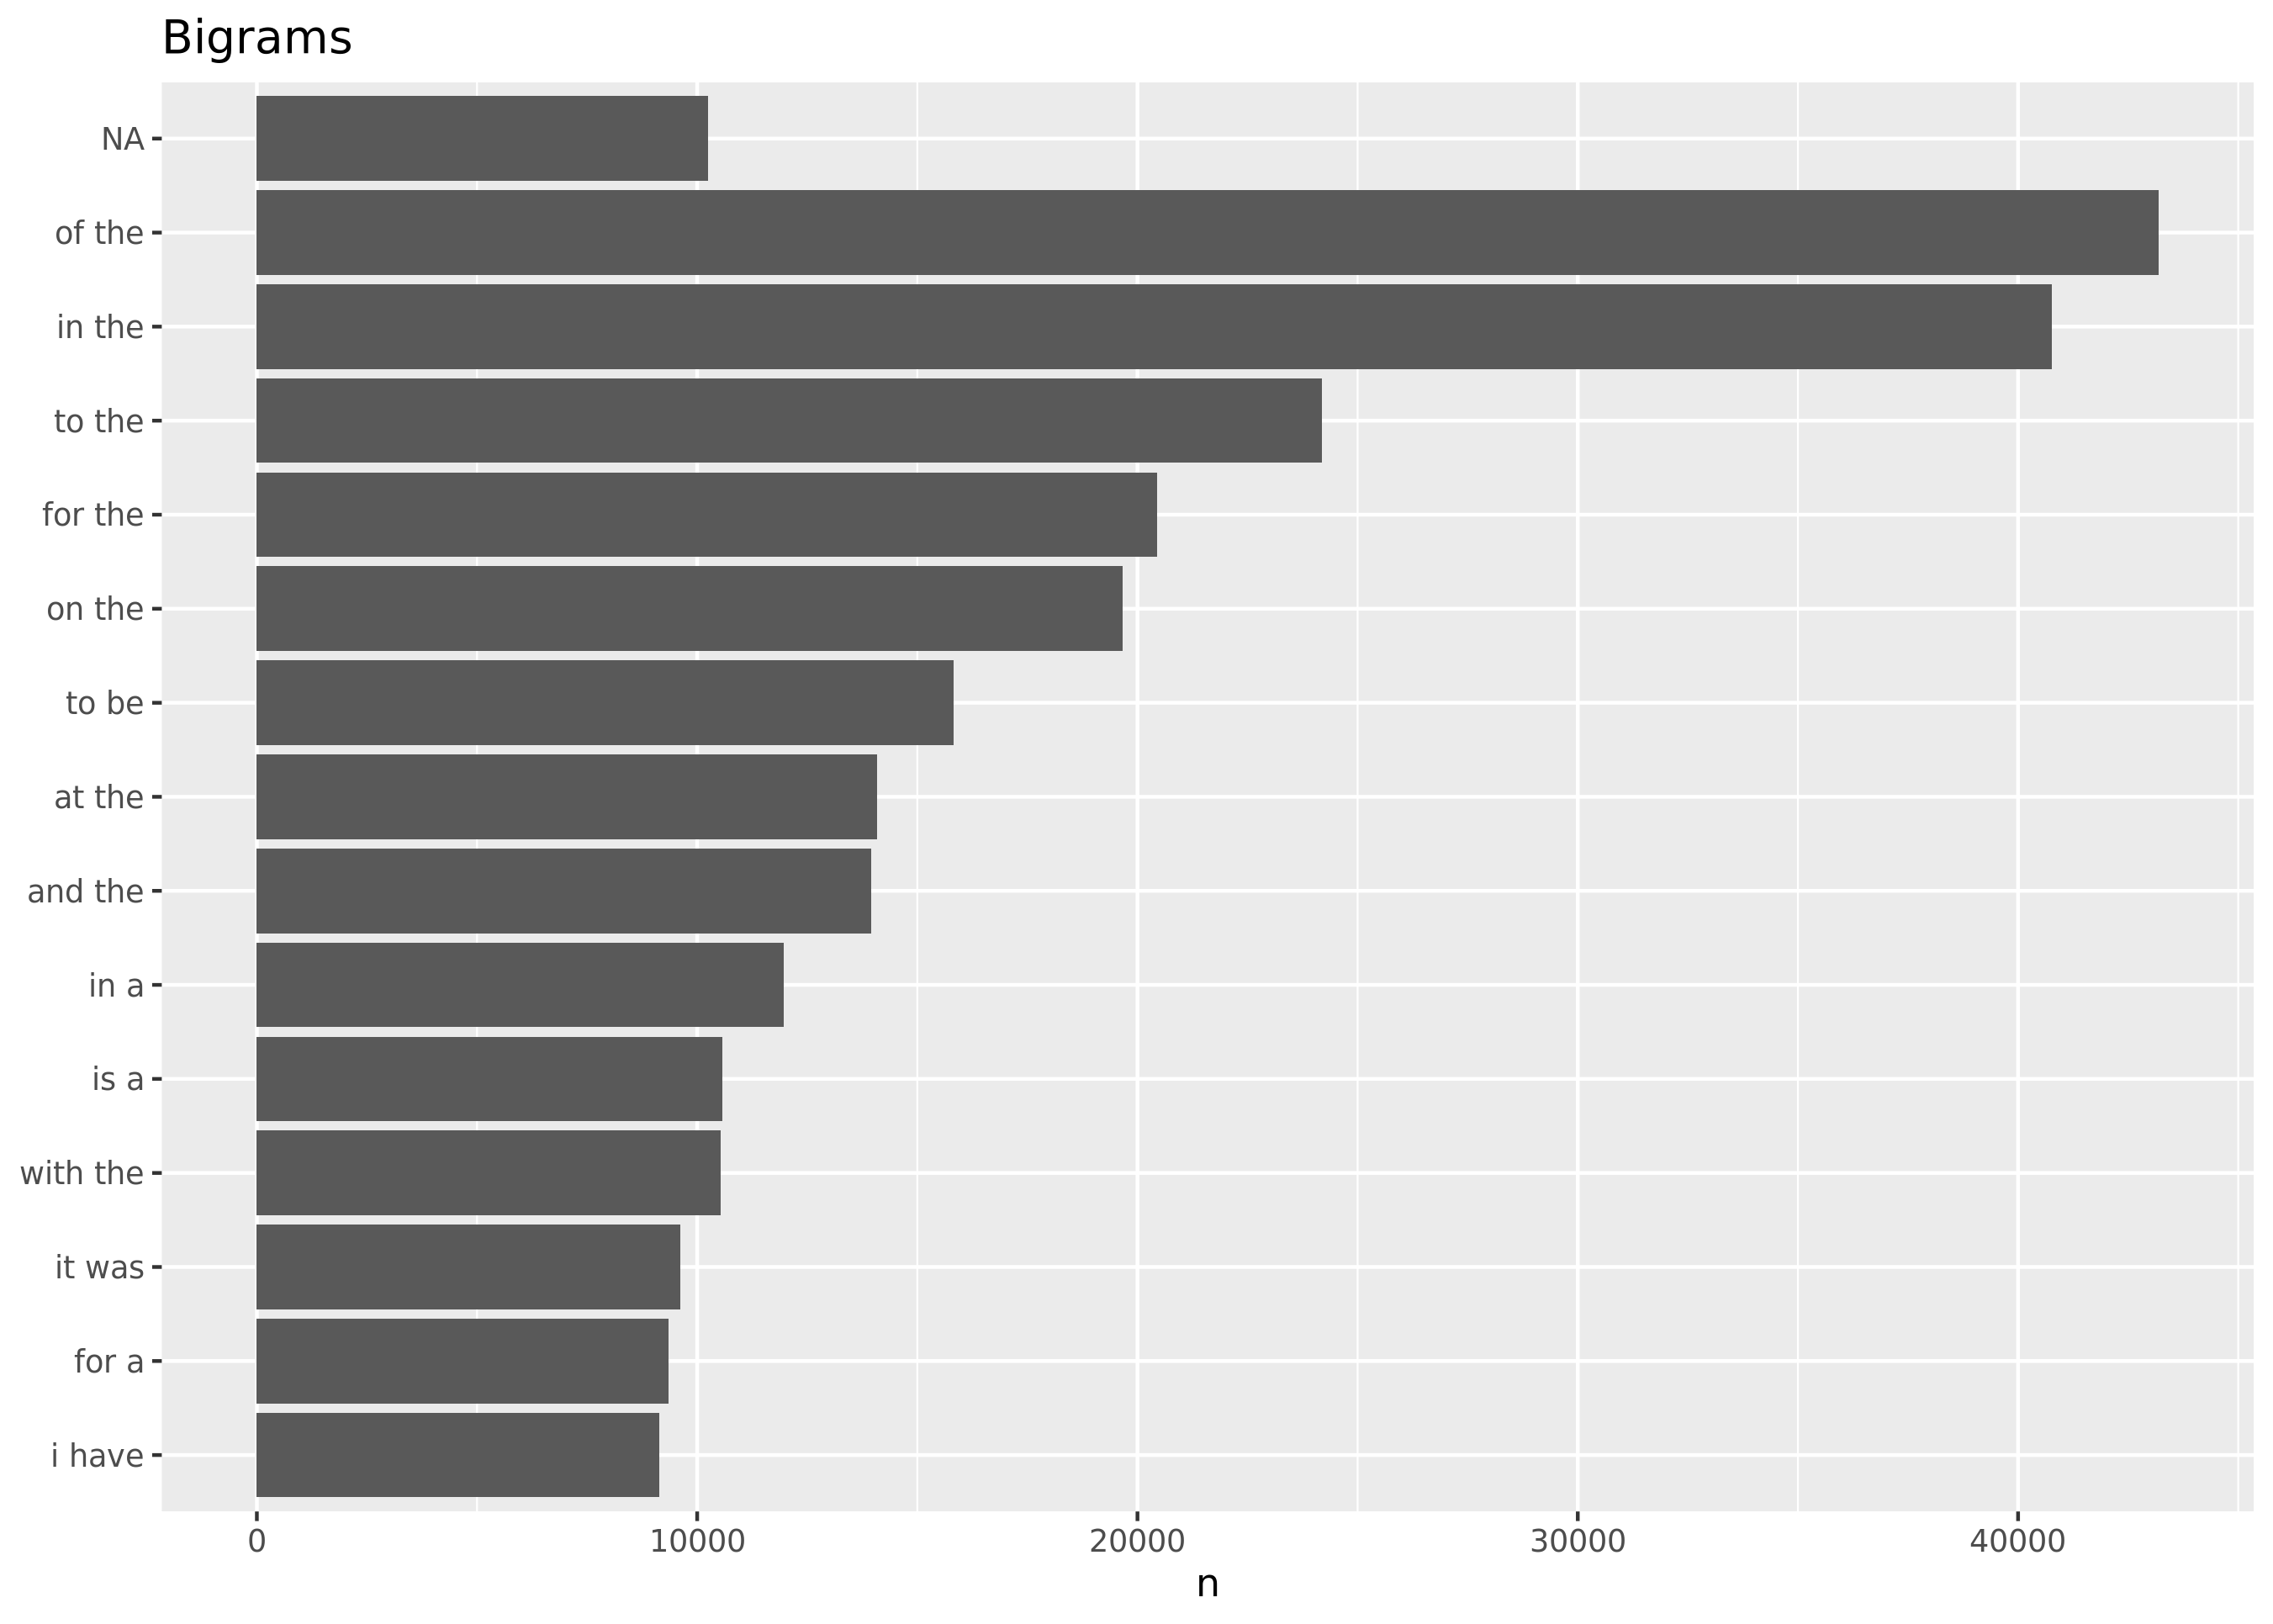 Bigrams
NA
of the
in the
to the
for the
on the
to be
at the
and the
in a
is a
with the
it was
for a
i have
0 10000 20000 30000 40000
n